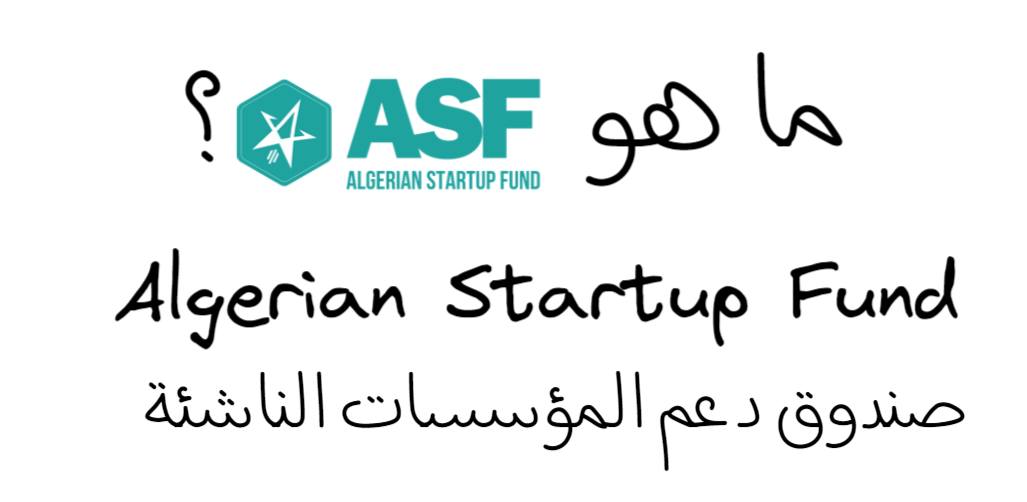 ما هو ASF ؟
ALGERIAN STARTUP FUND
Algerian Startup Fund
صندوق دعم المؤسسات الناشئة